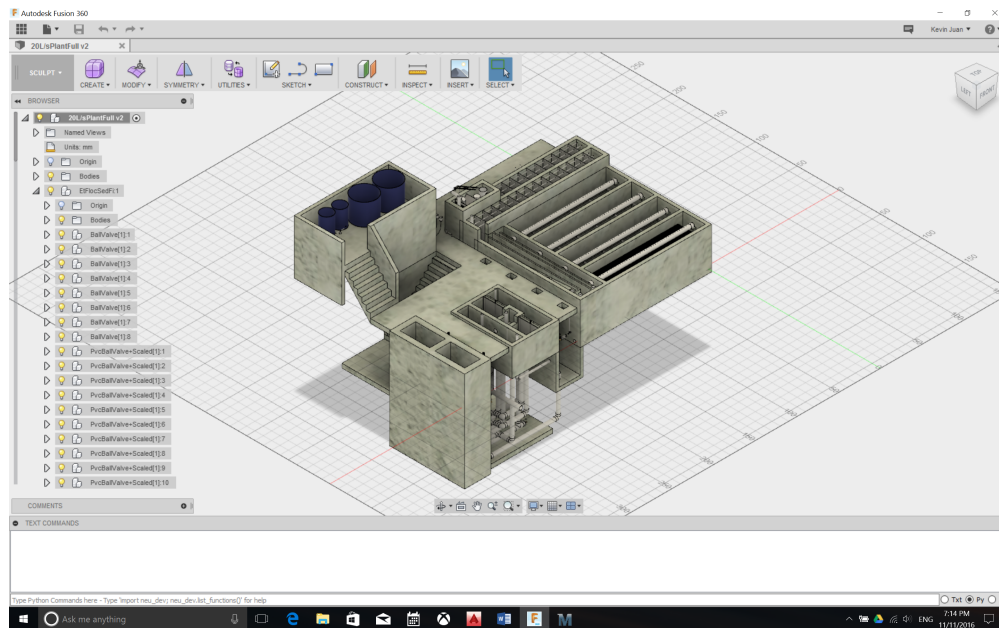 Autodesk Fusion 360
Kevin Juan
20L/sPlantFull v2
SCULPT
CREATE
MODIFY
SYMMETRY
UTILITIES
SKETCH
CONSTRUCT
INSPECT
INSERT
SELECT
TOP
LEFT
FRONT
BROWSER
20L/sPlantFull v2
Named Views
Units: mm
Origin
Bodies
EtFlocSedFi:1
Origin
Bodies
BallValve[1]:1
BallValve[1]:2
BallValve[1]:3
BallValve[1]:4
BallValve[1]:5
BallValve[1]:6
BallValve[1]:7
BallValve[1]:8
PvcBallValve+Scaled[1]:1
PvcBallValve+Scaled[1]:2
PvcBallValve+Scaled[1]:3
PvcBallValve+Scaled[1]:4
PvcBallValve+Scaled[1]:5
PvcBallValve+Scaled[1]:6
PvcBallValve+Scaled[1]:7
PvcBallValve+Scaled[1]:8
PvcBallValve+Scaled[1]:9
PvcBallValve+Scaled[1]:10
COMMENTS
TEXT COMMANDS
Type Python Commands here - Type 'import neu_dev; neu_dev.list_functions()' for help
Txt Py
Ask me anything
ENG
7:14 PM
11/11/2016